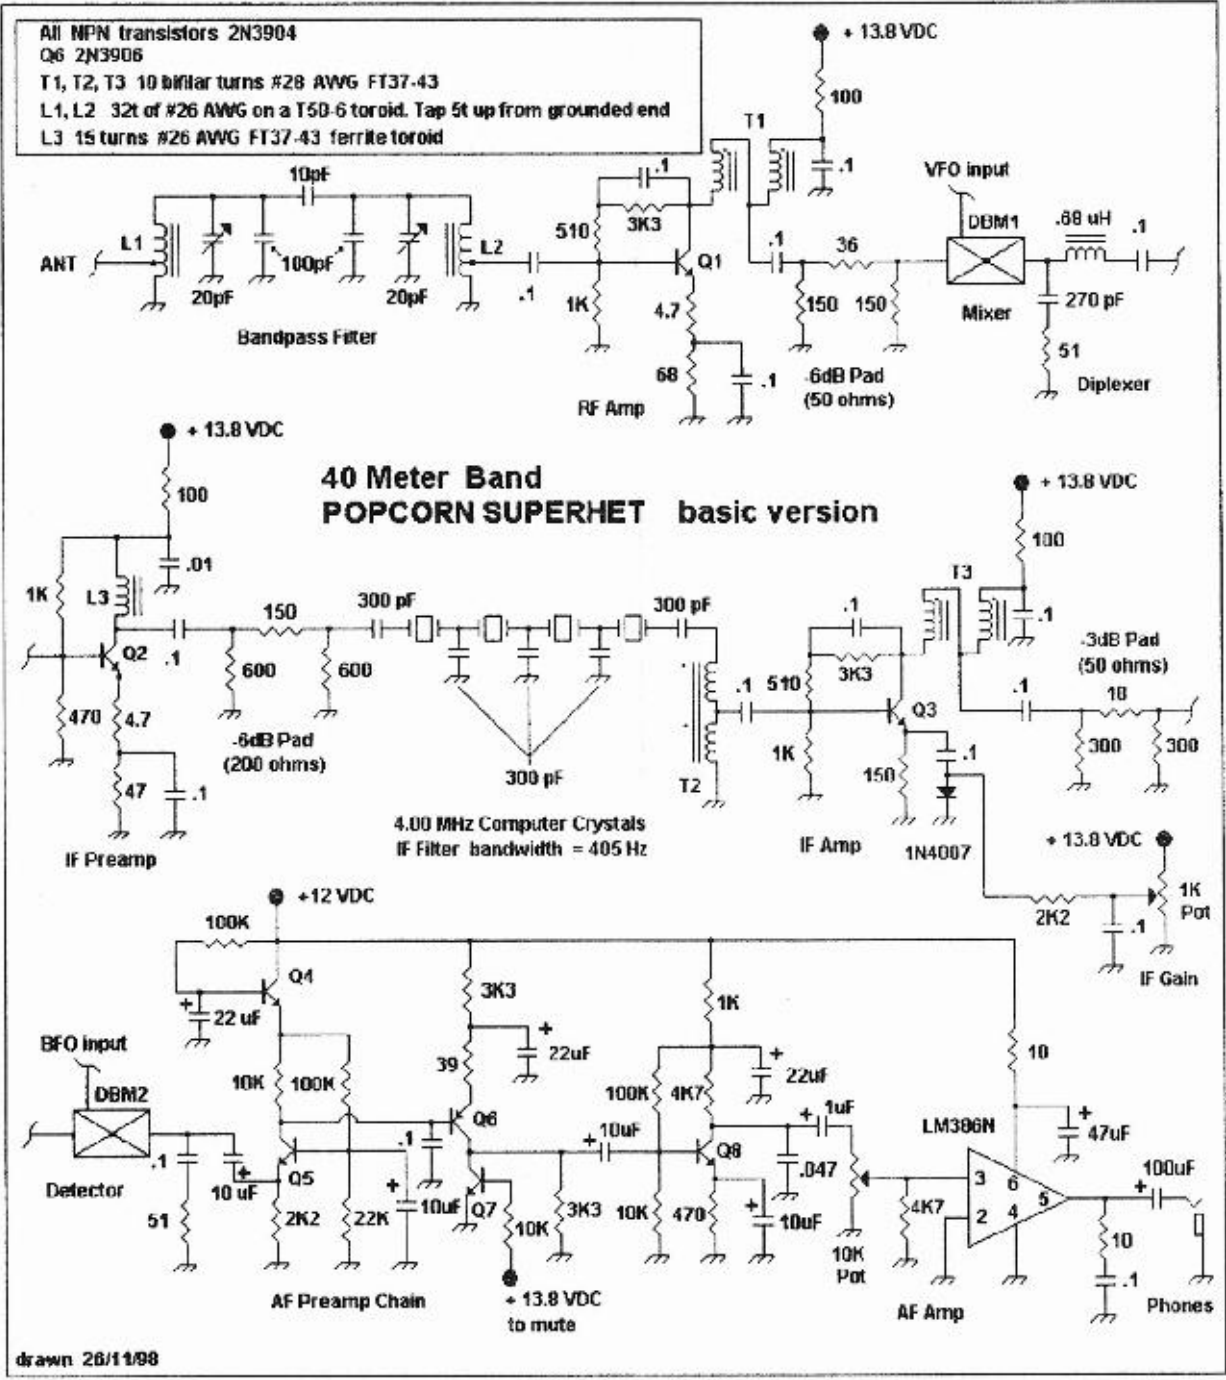 All NPN transistors 2N3904
Q6 2N3906
T1, T2, T3 10 bifilar turns #28 AWG FT37-43
L1, L2 32t of #26 AWG on a T50-6 toroid. Tap 5t up from grounded end
L3 15 turns #26 AWG FT37-43 ferrite toroid
+ 13.8 VDC
100
T1
.1
10pF
.1
3K3
510
L1
L2
ANT
100pF
20pF
20pF
.1
1K
Q1
4.7
68
.1
.1
36
150
150
VFO input
DBM1
.68 uH
.1
Mixer
270 pF
51
Bandpass Filter
RF Amp
-6dB Pad
(50 ohms)
Diplexer
+ 13.8 VDC
100
.01
40 Meter Band
POPCORN SUPERHET basic version
+ 13.8 VDC
100
T3
.1
1K
L3
150
300 pF
300 pF
.1
3K3
510
-3dB Pad
(50 ohms)
Q2
.1
600
600
.1
Q3
.1
18
470
4.7
-6dB Pad
(200 ohms)
300 pF
T2
1K
150
.1
300
300
47
.1
4.00 MHz Computer Crystals
IF Filter bandwidth = 405 Hz
IF Preamp
IF Amp
1N4007
+ 13.8 VDC
1K
Pot
2K2
.1
IF Gain
+12 VDC
100K
Q4
22 uF
+
3K3
1K
BFO input
DBM2
10K
100K
39
+
22uF
100K
4K7
+
22uF
10
Q6
.1
+
10uF
Q8
+
1uF
LM386N
+
47uF
Detector
.1
+
10 uF
Q5
+
10uF
Q7
.047
3
2
6
4
5
100uF
+
51
2K2
22K
10K
3K3
10K
470
+
10uF
10K
Pot
4K7
10
.1
AF Preamp Chain
+ 13.8 VDC
to mute
AF Amp
Phones
drawn 26/11/98